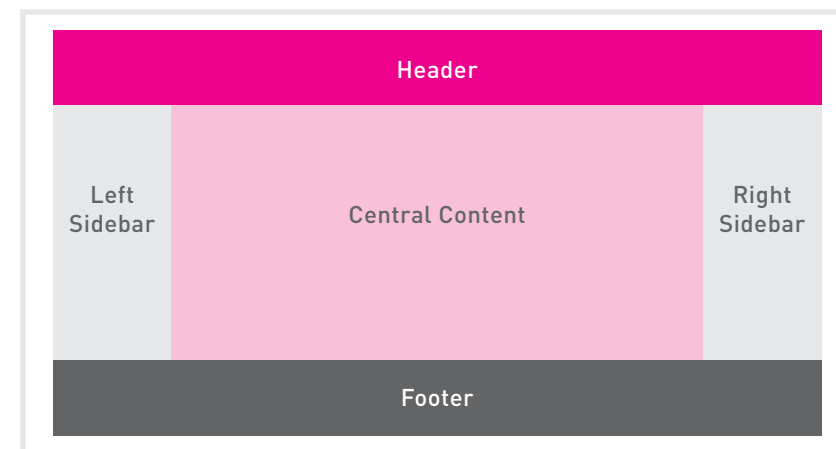 Header
Left
Sidebar
Central Content
Right
Sidebar
Footer